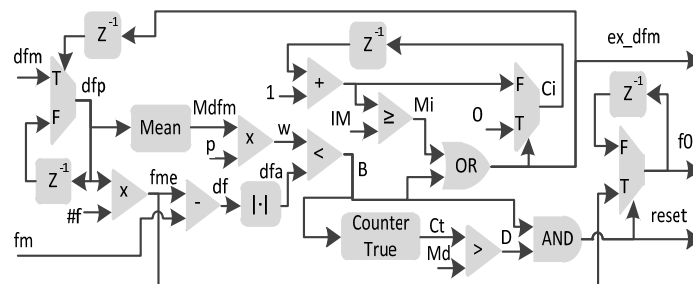 Z⁻¹
Z⁻¹
ex_dfm
dfm
T
dfp
+
F
Ci
Z⁻¹
1
Mdfm
IM
≥
Mi
0
T
F
Mean
p
x
w
<
OR
F
f0
Z⁻¹
x
fme
dfa
B
T
#f
-
df
|·|
Counter
True
Ct
>
D
AND
reset
fm
Md